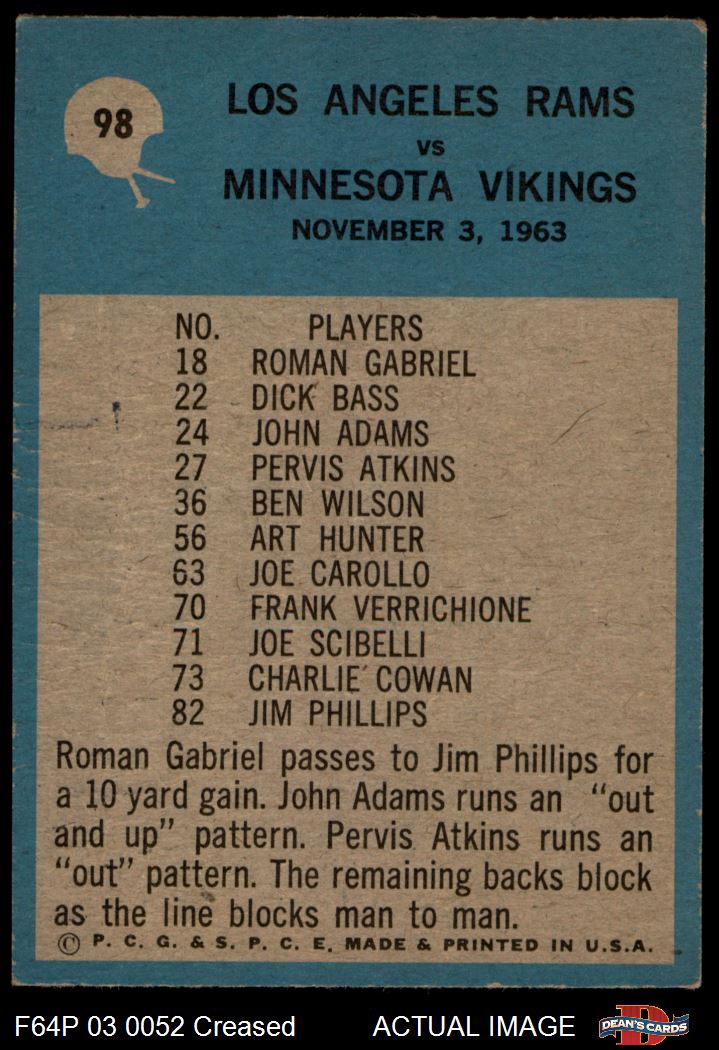 98
LOS ANGELES RAMS
VS
MINNESOTA VIKINGS
NOVEMBER 3, 1963
NO. PLAYERS
18 ROMAN GABRIEL
22 DICK BASS
24 JOHN ADAMS
27 PERVIS ATKINS
36 BEN WILSON
56 ART HUNTER
63 JOE CAROLLO
70 FRANK VERRICHIONE
71 JOE SCIBELLI
73 CHARLIE COWAN
82 JIM PHILLIPS
Roman Gabriel passes to Jim Phillips for
a 10 yard gain. John Adams runs an "out
and up" pattern. Pervis Atkins runs an
"out" pattern. The remaining backs block
as the line blocks man to man.
© P. C. G. & S. P. C. E. MADE & PRINTED IN U.S.A.
F64P 03 0052 Creased ACTUAL IMAGE
D
DEAN'S CARDS